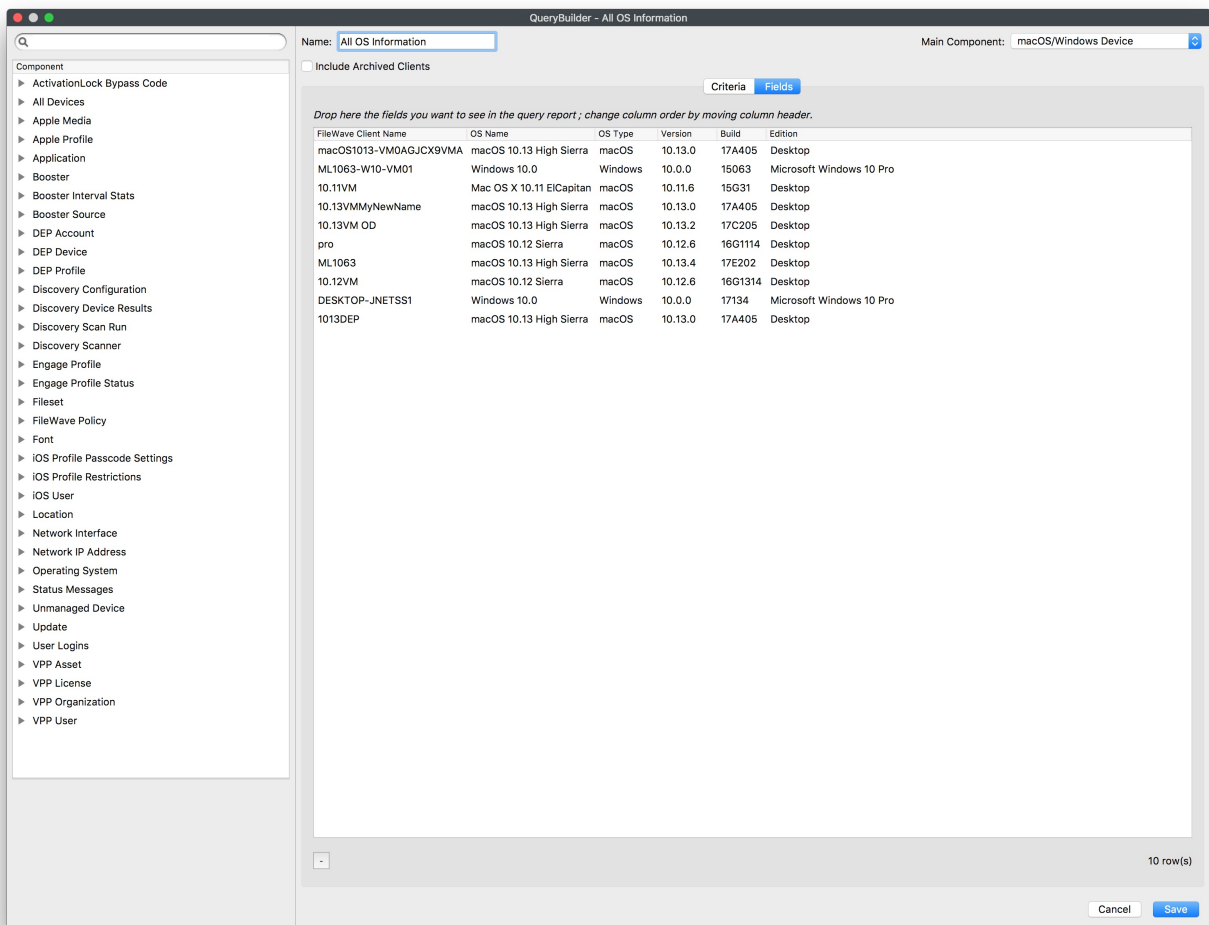 QueryBuilder - All OS Information
Name: All OS Information
Main Component: macOS/Windows Device
Include Archived Clients
Component
ActivationLock Bypass Code
All Devices
Apple Media
Apple Profile
Application
Booster
Booster Interval Stats
Booster Source
DEP Account
DEP Device
DEP Profile
Discovery Configuration
Discovery Device Results
Discovery Scan Run
Discovery Scanner
Engage Profile
Engage Profile Status
Fileset
FileWave Policy
Font
iOS Profile Passcode Settings
iOS Profile Restrictions
iOS User
Location
Network Interface
Network IP Address
Operating System
Status Messages
Unmanaged Device
Update
User Logins
VPP Asset
VPP License
VPP Organization
VPP User
Criteria Fields
Drop here the fields you want to see in the query report ; change column order by moving column header.
FileWave Client Name OS Name OS Type Version Build Edition
macOS1013-VM0AGJCX9VMA macOS 10.13 High Sierra macOS 10.13.0 17A405 Desktop
ML1063-W10-VM01 Windows 10.0 Windows 10.0.0 15063 Microsoft Windows 10 Pro
10.11VM Mac OS X 10.11 ElCapitan macOS 10.11.6 15G31 Desktop
10.13VMMyNewName macOS 10.13 High Sierra macOS 10.13.0 17A405 Desktop
10.13VM OD macOS 10.13 High Sierra macOS 10.13.2 17C205 Desktop
pro macOS 10.12 Sierra macOS 10.12.6 16G1114 Desktop
ML1063 macOS 10.13 High Sierra macOS 10.13.4 17E202 Desktop
10.12VM macOS 10.12 Sierra macOS 10.12.6 16G1314 Desktop
DESKTOP-JNETSS1 Windows 10.0 Windows 10.0.0 17134 Microsoft Windows 10 Pro
1013DEP macOS 10.13 High Sierra macOS 10.13.0 17A405 Desktop
-
10 row(s)
Cancel Save